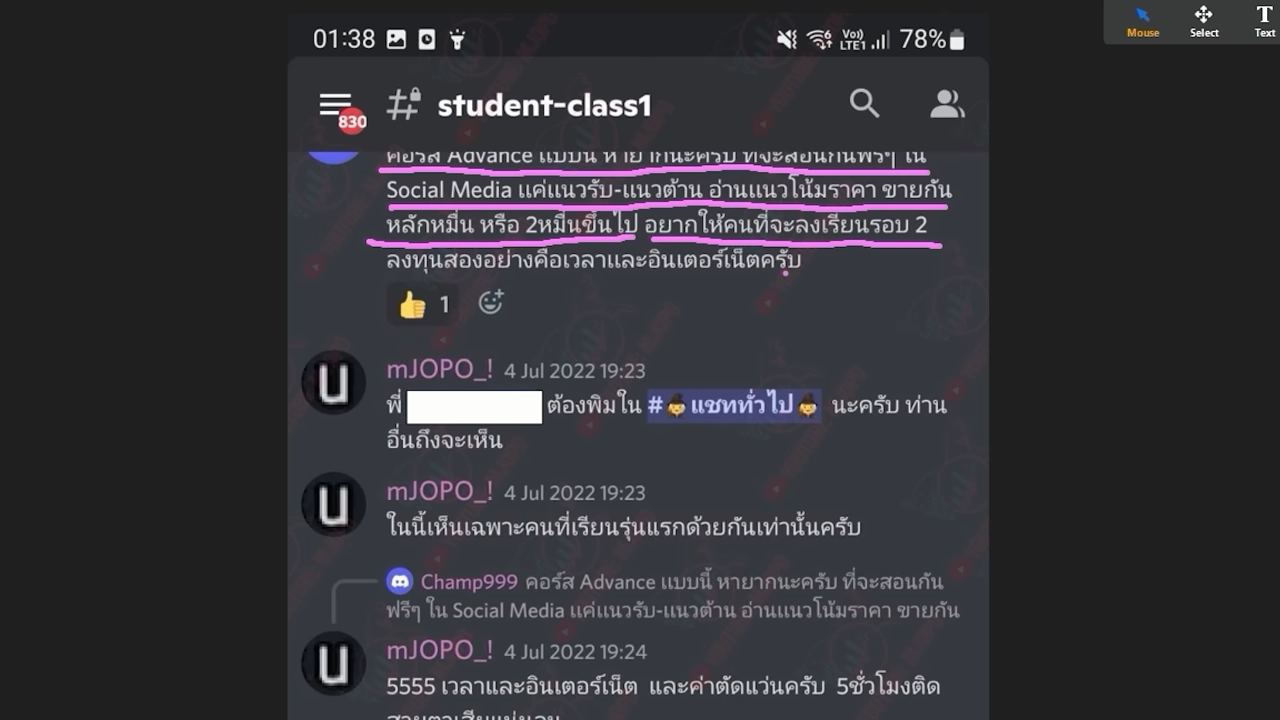 Mouse
Select
Text
01:38
Vo))
LTE1
78%
830
student-class1
คอร์ส Advance แบบนี้ หายากนะครับ ที่จะสอนกันฟรีๆ ใน
Social Media แค่แนวรับ-แนวต้าน อ่านแนวโน้มราคา ขายกัน
หลักหมื่น หรือ 2หมื่นขึ้นไป อยากให้คนที่จะลงเรียนรอบ 2
ลงทุนสองอย่างคือเวลาและอินเตอร์เน็ตครับ
1
mJOPO_! 4 Jul 2022 19:23
พี่ ต้องพิมใน # แชททั่วไป นะครับ ท่าน
อื่นถึงจะเห็น
mJOPO_! 4 Jul 2022 19:23
ในนี้เห็นเฉพาะคนที่เรียนรุ่นแรกด้วยกันเท่านั้นครับ
Champ999 คอร์ส Advance แบบนี้ หายากนะครับ ที่จะสอนกัน
ฟรีๆ ใน Social Media แค่แนวรับ-แนวต้าน อ่านแนวโน้มราคา ขายกัน
mJOPO_! 4 Jul 2022 19:24
5555 เวลาและอินเตอร์เน็ต และค่าตัดแว่นครับ 5ชั่วโมงติด